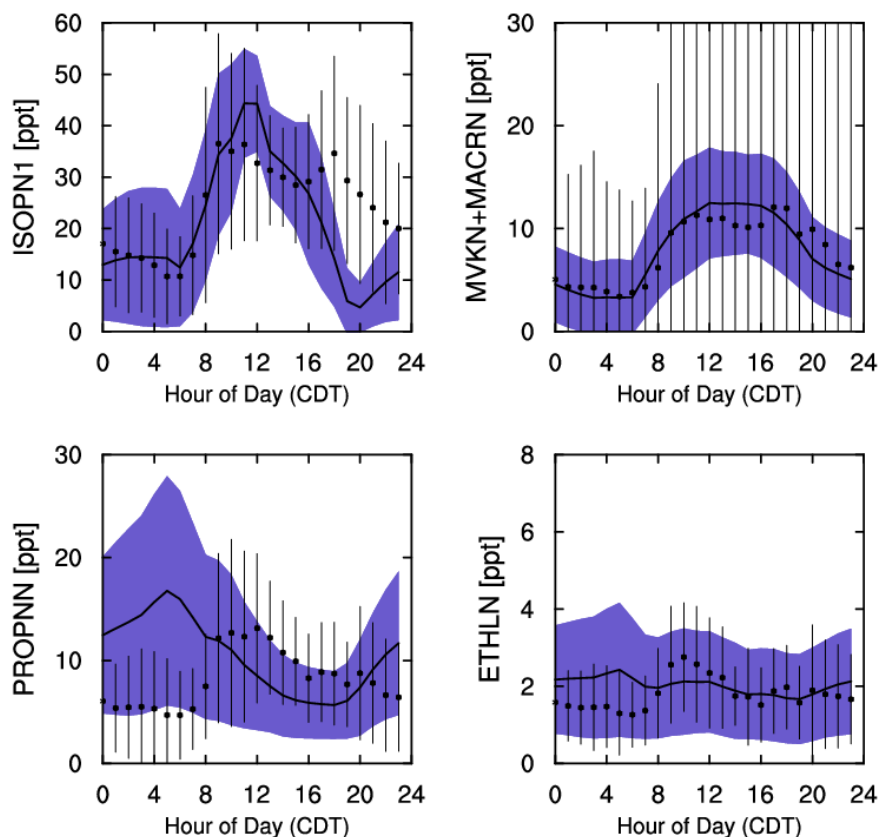 ISOPN1 [ppt]
60
50
40
30
20
10
0
0 4 8 12 16 20 24
Hour of Day (CDT)
MVKN+MACRN [ppt]
30
20
10
0
0 4 8 12 16 20 24
Hour of Day (CDT)
PROPNN [ppt]
30
20
10
0
0 4 8 12 16 20 24
Hour of Day (CDT)
ETHLN [ppt]
8
6
4
2
0
0 4 8 12 16 20 24
Hour of Day (CDT)